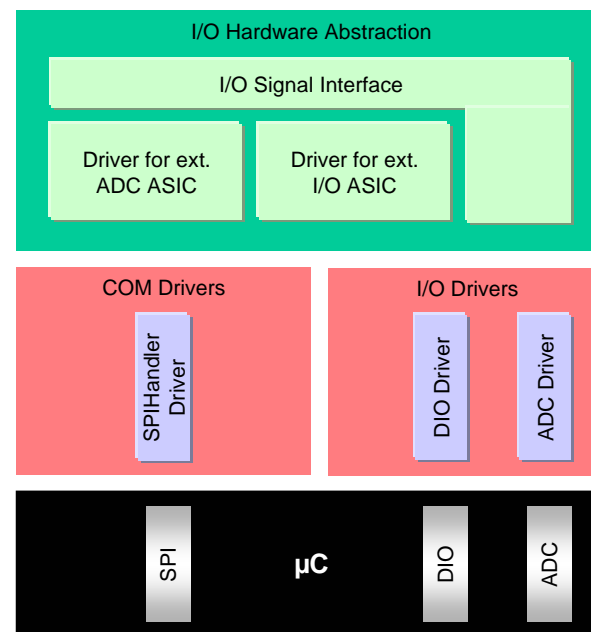 I/O Hardware Abstraction
I/O Signal Interface
Driver for ext.
ADC ASIC
Driver for ext.
I/O ASIC
COM Drivers
I/O Drivers
SPIHandler
Driver
DIO Driver
ADC Driver
SPI
µC
DIO
ADC